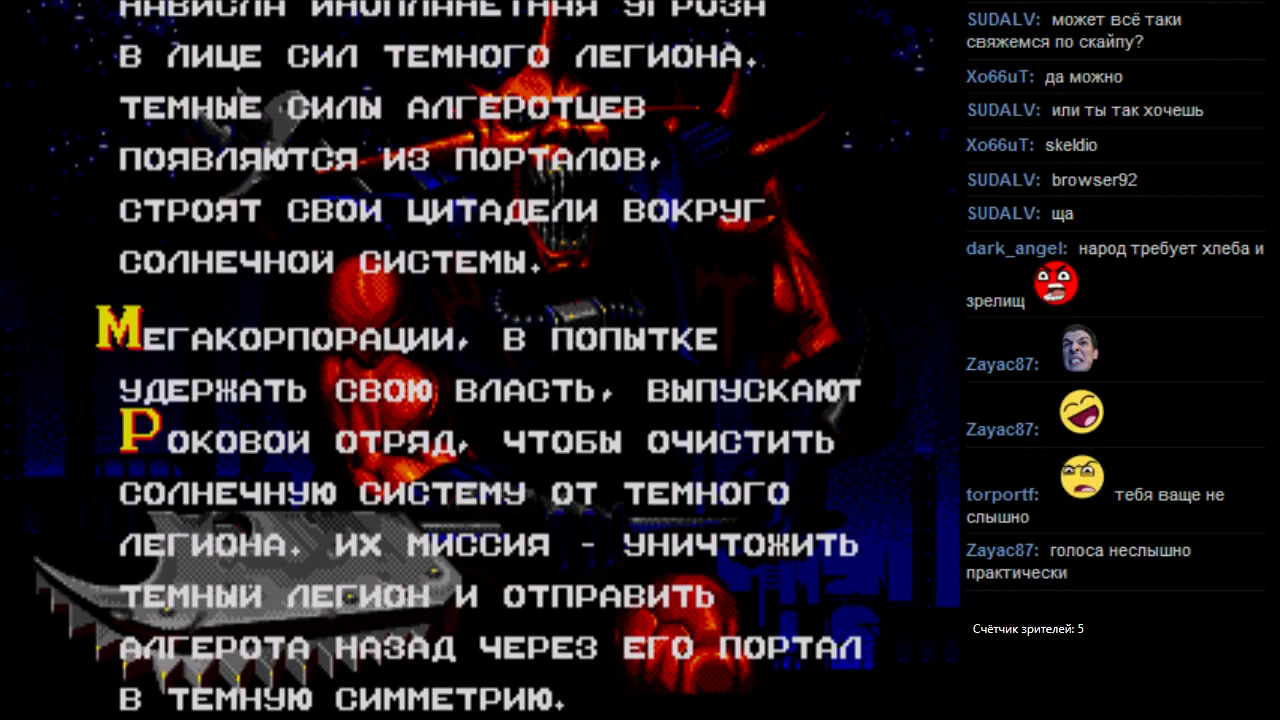 НАВИСЛА ИНОПЛАНЕТНАЯ УГРОЗА
В ЛИЦЕ СИЛ ТЕМНОГО ЛЕГИОНА.
ТЕМНЫЕ СИЛЫ АЛГЕРОТЦЕВ
ПОЯВЛЯЮТСЯ ИЗ ПОРТАЛОВ,
СТРОЯТ СВОИ ЦИТАДЕЛИ ВОКРУГ
СОЛНЕЧНОЙ СИСТЕМЫ.
МЕГАКОРПОРАЦИИ, В ПОПЫТКЕ
УДЕРЖАТЬ СВОЮ ВЛАСТЬ, ВЫПУСКАЮТ
РОКОВОЙ ОТРЯД, ЧТОБЫ ОЧИСТИТЬ
СОЛНЕЧНУЮ СИСТЕМУ ОТ ТЕМНОГО
ЛЕГИОНА. ИХ МИССИЯ - УНИЧТОЖИТЬ
ТЕМНЫЙ ЛЕГИОН И ОТПРАВИТЬ
АЛГЕРОТА НАЗАД ЧЕРЕЗ ЕГО ПОРТАЛ
В ТЕМНУЮ СИММЕТРИЮ.
SUDALV: может всё таки
свяжемся по скайпу?
Xo66uT: да можно
SUDALV: или ты так хочешь
Xo66uT: skeldio
SUDALV: browser92
SUDALV: ща
dark_angel: народ требует хлеба и
зрелищ
Zayac87:
Zayac87:
torportf: тебя ваще не
слышно
Zayac87: голоса неслышно
практически
Счётчик зрителей: 5